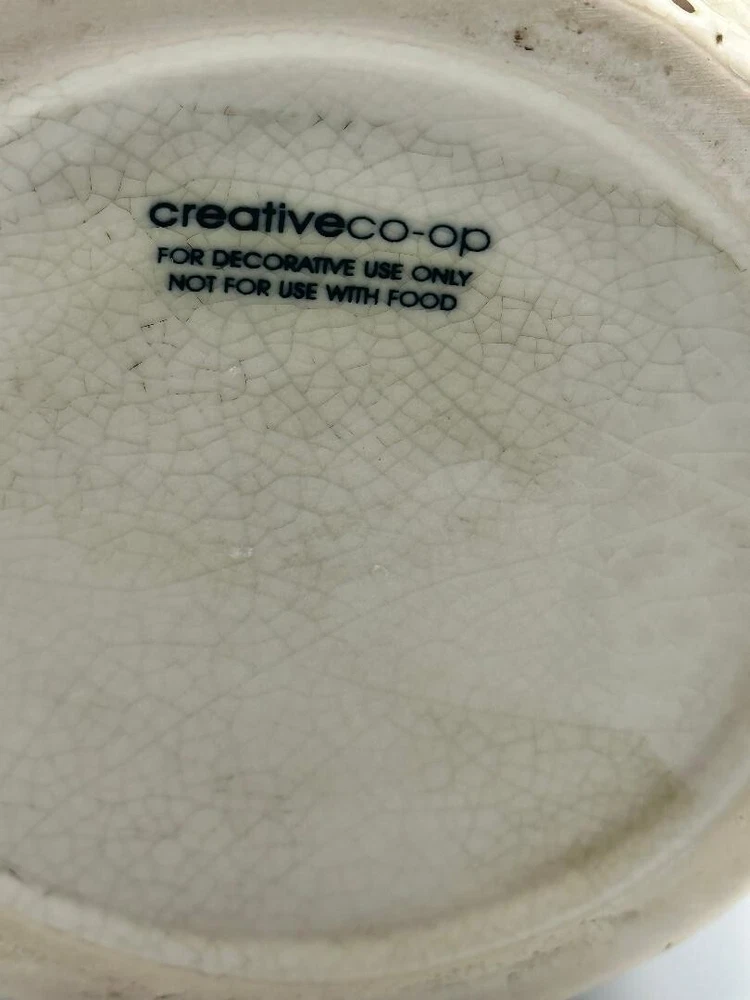 creativeco-op
FOR DECORATIVE USE ONLY
NOT FOR USE WITH FOOD